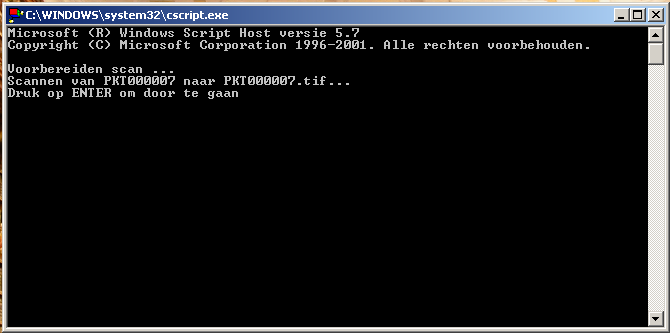 C:\WINDOWS\system32\cscript.exe
Microsoft (R) Windows Script Host versie 5.7
Copyright (C) Microsoft Corporation 1996-2001. Alle rechten voorbehouden.
Voorbereiden scan ...
Scannen van PKT000007 naar PKT000007.tif...
Druk op ENTER om door te gaan